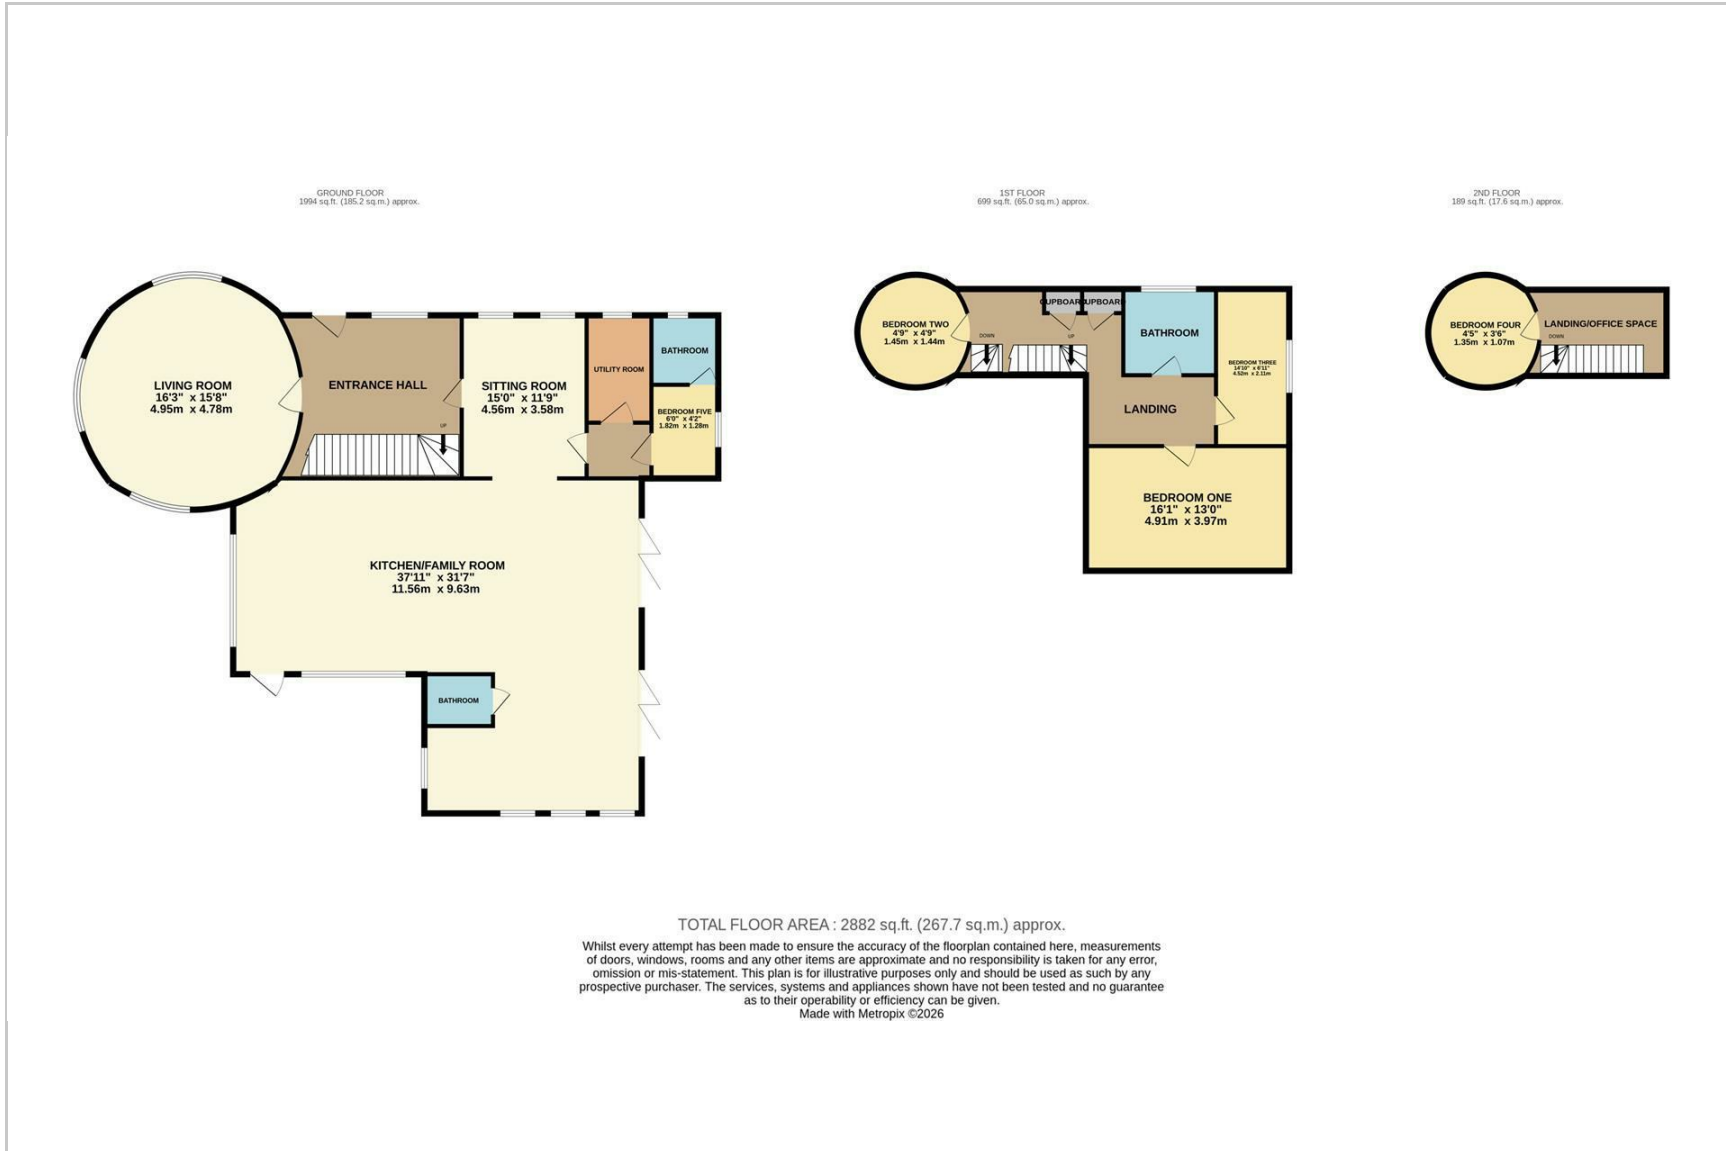 GROUND FLOOR
1994 sq.ft. (185.2 sq.m.) approx.
LIVING ROOM
16'3" x 15'8"
4.95m x 4.78m
ENTRANCE HALL
UP
SITTING ROOM
15'0" x 11'9"
4.56m x 3.58m
UTILITY ROOM
BATHROOM
BEDROOM FIVE
6'0" x 4'2"
1.82m x 1.28m
KITCHEN/FAMILY ROOM
37'11" x 31'7"
11.56m x 9.63m
BATHROOM
1ST FLOOR
699 sq.ft. (65.0 sq.m.) approx.
BEDROOM TWO
4'9" x 4'9"
1.45m x 1.44m
DOWN
UP
CUPBOARD
CUPBOARD
BATHROOM
BEDROOM THREE
14'10" x 6'11"
4.52m x 2.11m
LANDING
BEDROOM ONE
16'1" x 13'0"
4.91m x 3.97m
2ND FLOOR
189 sq.ft. (17.6 sq.m.) approx.
BEDROOM FOUR
4'5" x 3'6"
1.35m x 1.07m
LANDING/OFFICE SPACE
DOWN
TOTAL FLOOR AREA : 2882 sq.ft. (267.7 sq.m.) approx.
Whilst every attempt has been made to ensure the accuracy of the floorplan contained here, measurements
of doors, windows, rooms and any other items are approximate and no responsibility is taken for any error,
omission or mis-statement. This plan is for illustrative purposes only and should be used as such by any
prospective purchaser. The services, systems and appliances shown have not been tested and no guarantee
as to their operability or efficiency can be given.
Made with Metropix ©2026